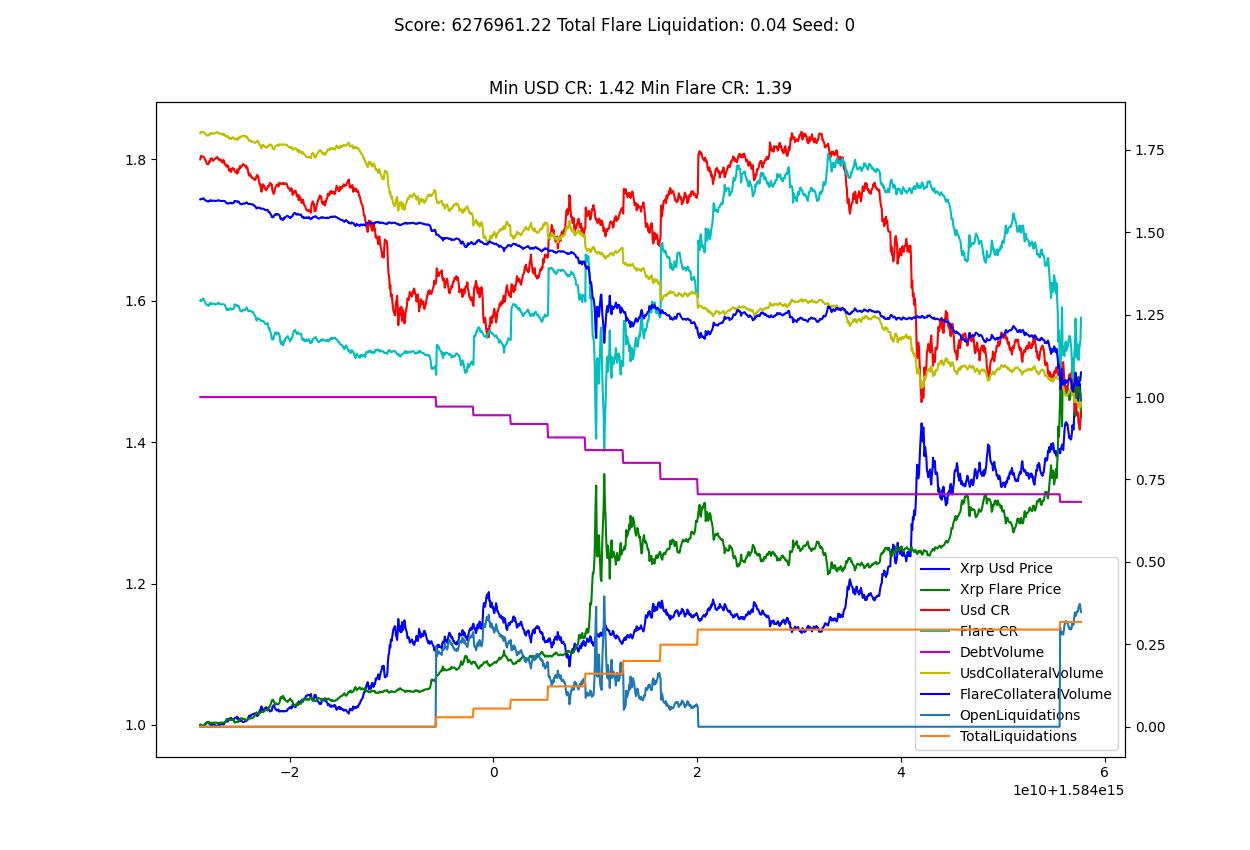 Score: 6276961.22 Total Flare Liquidation: 0.04 Seed: 0
Min USD CR: 1.42 Min Flare CR: 1.39
1.8
1.6
1.4
1.2
1.0
1.75
1.50
1.25
1.00
0.75
0.50
0.25
0.00
Xrp Usd Price
Xrp Flare Price
Usd CR
Flare CR
DebtVolume
UsdCollateralVolume
FlareCollateralVolume
OpenLiquidations
TotalLiquidations
−2 0 2 4 6
1e10+1.584e15